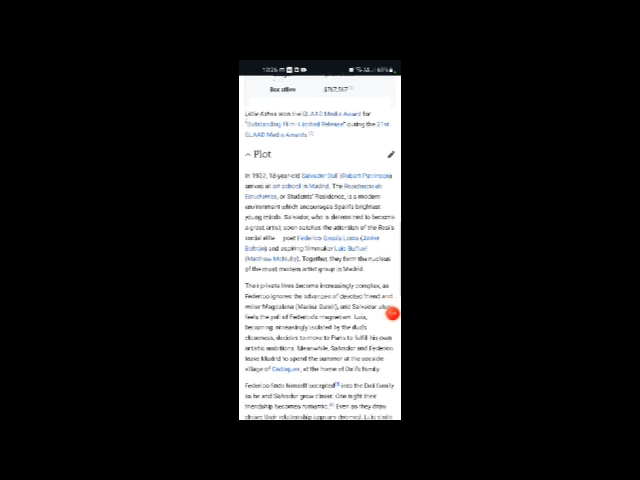 10:26
Box office
Little Ashes won the GLAAD Media Award for
"Outstanding Film - Limited Release" during the 21st
GLAAD Media Awards.
Plot
In 1922, 18-year-old Salvador Dalí (Robert Pattinson)
arrives at art school in Madrid. The Residencia de
Estudiantes, or Students' Residence, is a modern
environment which encourages Spain's brightest
young minds. Salvador, who is determined to become
a great artist, soon catches the attention of the Resi's
social elite — poet Federico García Lorca (Javier
Beltrán) and aspiring filmmaker Luis Buñuel
(Matthew McNulty). Together, they form the nucleus
of the most modern artist group in Madrid.
Their private lives become increasingly complex, as
Federico ignores the advances of devoted friend and
writer Magdalena (Marina Gatell), and Salvador also
feels the pull of Federico's magnetism. Luis,
becoming increasingly isolated by the duo's
closeness, decides to move to Paris to fulfill his own
artistic ambitions. Meanwhile, Salvador and Federico
leave Madrid to spend the summer at the seaside
village of Cadaques, at the home of Dalí's family.
Federico finds himself accepted into the Dalí family
as he and Salvador grow closer. One night their
friendship becomes romantic. Even as they draw
closer, their relationship appears doomed. Luis visits